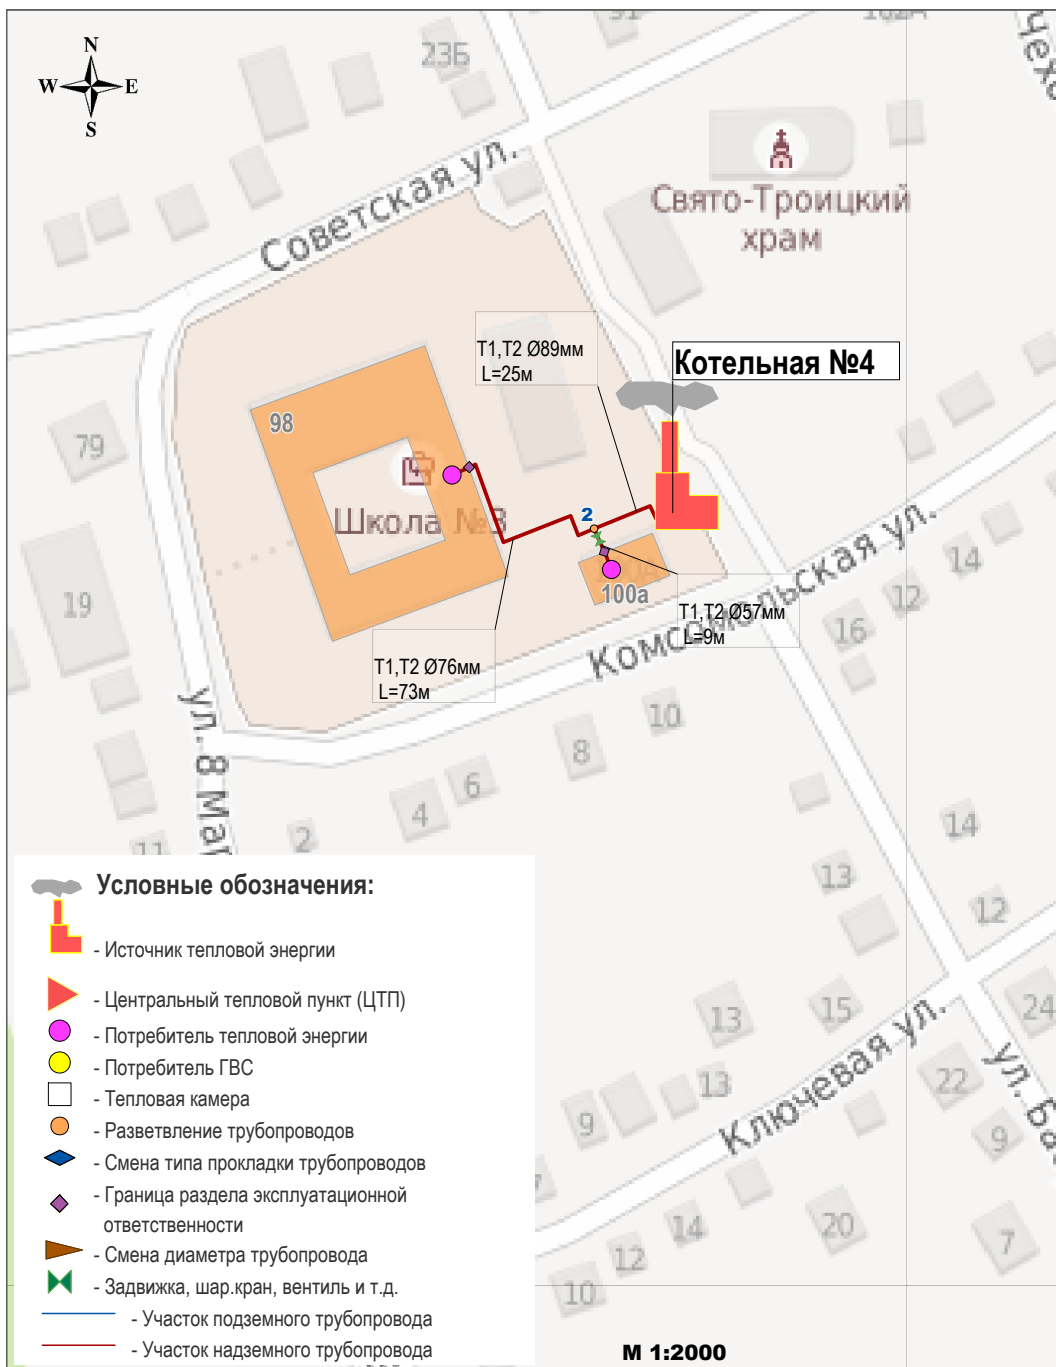 N
W
E
S
23Б
Советская ул.
Свято-Троицкий
храм
Т1,Т2 Ø89мм
L=25м
Котельная №4
98
79
Школа №3
2
100а
19
Т1,Т2 Ø57мм
L=9м
Комсомольская ул.
14
12
16
Т1,Т2 Ø76мм
L=73м
10
8
6
4
2
11
14
13
12
13
15
24
13
22
9
9
Ключевая ул.
14
20
7
12
10
Условные обозначения:
- Источник тепловой энергии
- Центральный тепловой пункт (ЦТП)
- Потребитель тепловой энергии
- Потребитель ГВС
- Тепловая камера
- Разветвление трубопроводов
- Смена типа прокладки трубопроводов
- Граница раздела эксплуатационной
ответственности
- Смена диаметра трубопровода
- Задвижка, шар.кран, вентиль и т.д.
- Участок подземного трубопровода
- Участок надземного трубопровода
М 1:2000